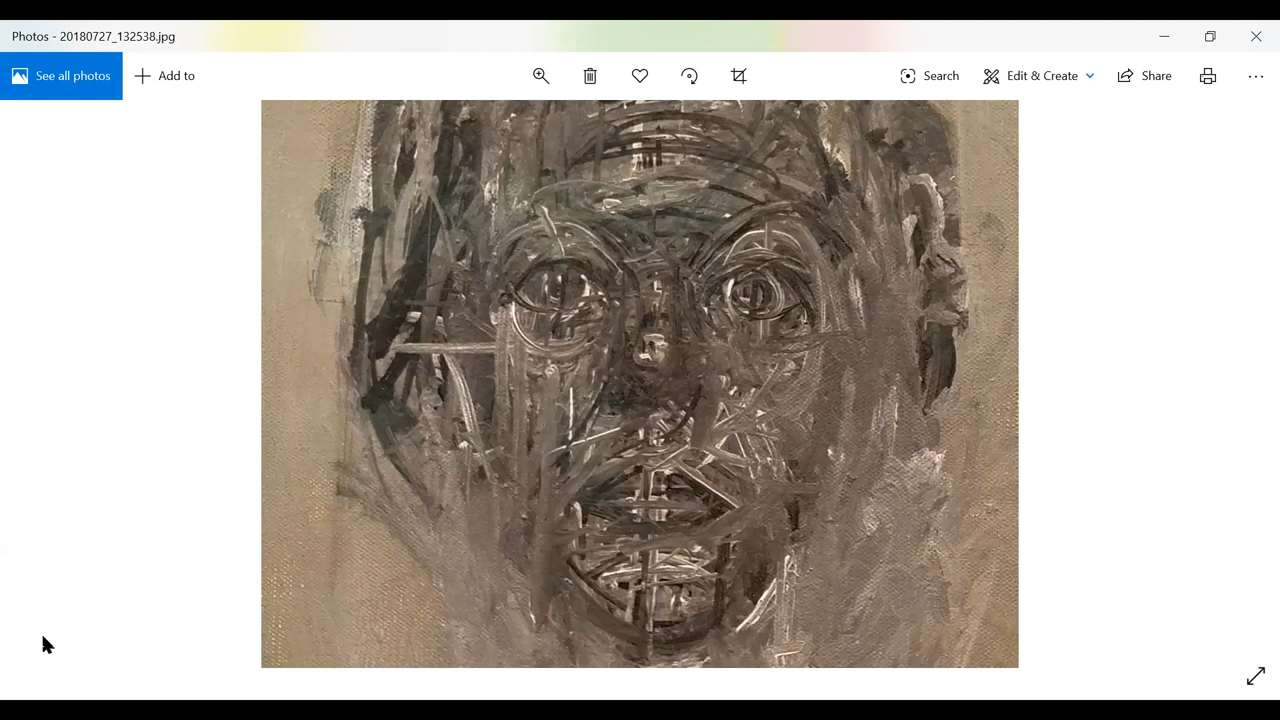 Photos - 20180727_132538.jpg
See all photos
Add to
Search
Edit & Create
Share